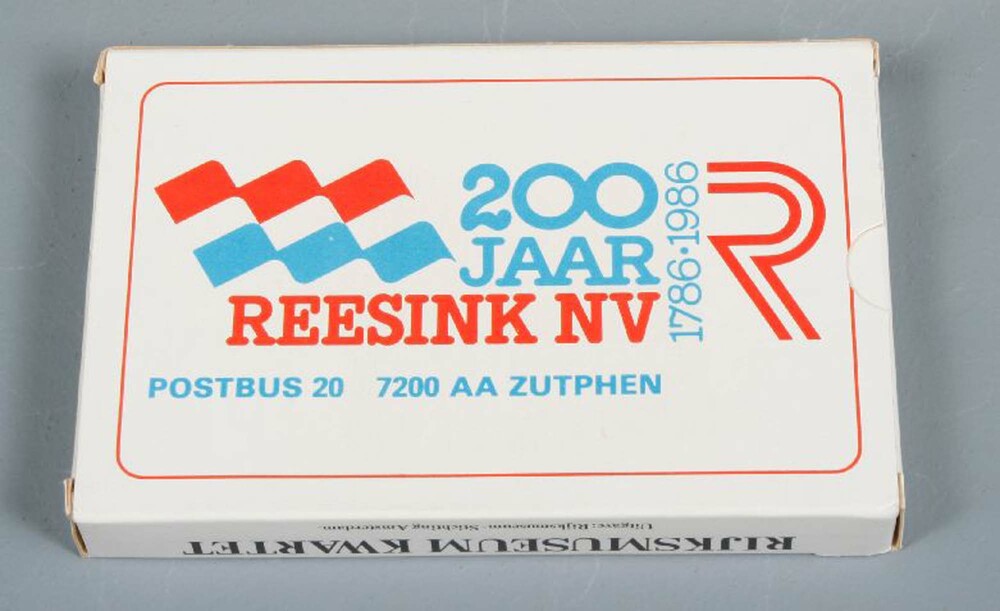 200
JAAR
REESINK NV
1786·1986
R
POSTBUS 20 7200 AA ZUTPHEN
RIJKSMUSEUM KWARTET
Uitgave: Rijksmuseum-Stichting Amsterdam.